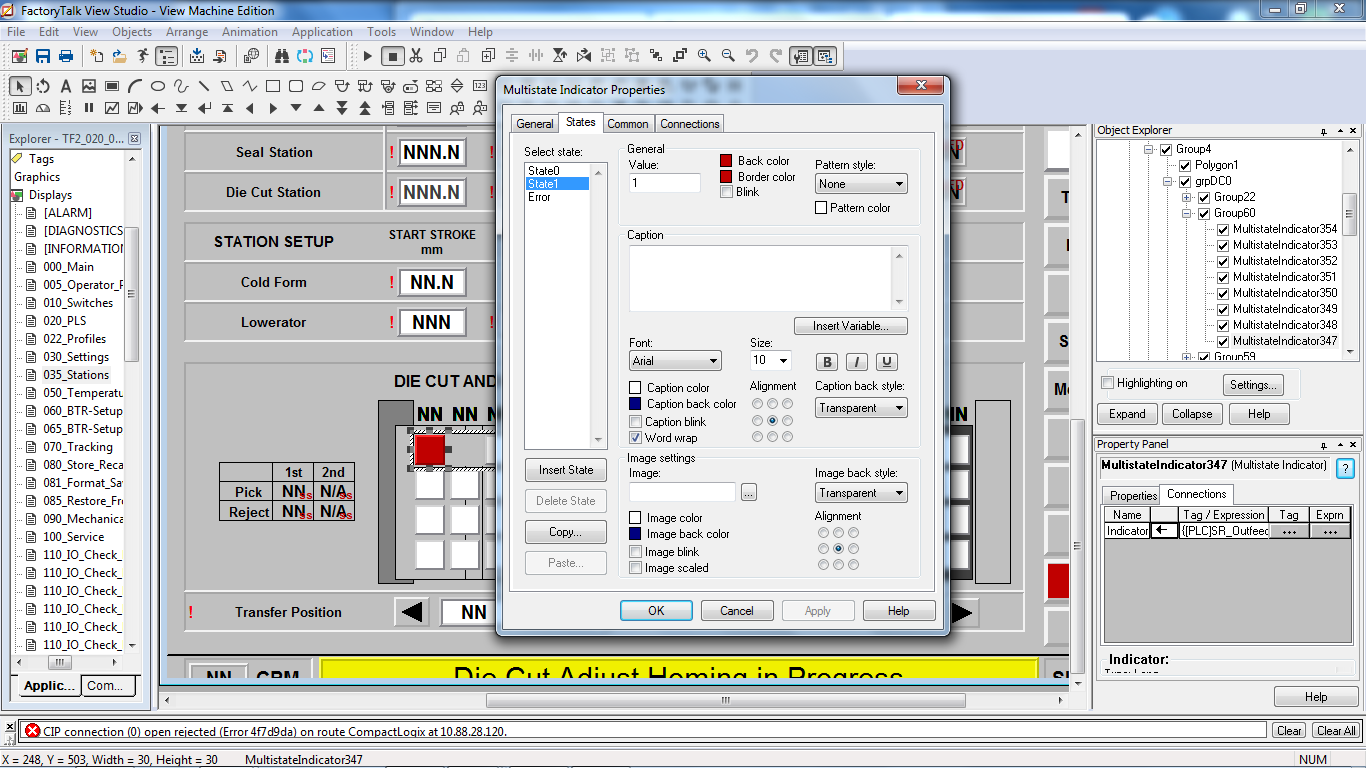 FactoryTalk View Studio - View Machine Edition
File Edit View Objects Arrange Animation Application Tools Window Help
Explorer - TF2_020_0...
Tags
Graphics
Displays
[ALARM]
[DIAGNOSTICS
[INFORMATION
000_Main
005_Operator_
010_Switches
020_PLS
022_Profiles
030_Settings
035_Stations
050_Temperatu
060_BTR-Setup
065_BTR-Setup
070_Tracking
080_Store_Reca
081_Format_Sa
085_Restore_Fr
090_Mechanica
100_Service
110_IO_Check_
110_IO_Check_
110_IO_Check_
110_IO_Check_
110_IO_Check_
110_IO_Check_
Applic... Com...
Seal Station ! NNN.N
Die Cut Station ! NNN.N
STATION SETUP
START STROKE
mm
Cold Form ! NN.N
Lowerator ! NNN
DIE CUT AND
NN NN
1st 2nd
Pick NN SS N/A SS
Reject NN SS N/A SS
! Transfer Position NN
NN CRM Die Cut Adjust Homing in Progress
Multistate Indicator Properties
General States Common Connections
Select state:
State0
State1
Error
Insert State
Delete State
Copy...
Paste...
General
Value:
1
Back color
Border color
Blink
Pattern style:
None
Pattern color
Caption
Insert Variable...
Font:
Arial
Size:
10
B I U
Caption color
Caption back color
Caption blink
Word wrap
Alignment
Caption back style:
Transparent
Image settings
Image:
...
Image color
Image back color
Image blink
Image scaled
Image back style:
Transparent
Alignment
OK Cancel Apply Help
Object Explorer
Group4
Polygon1
grpDC0
Group22
Group60
MultistateIndicator354
MultistateIndicator353
MultistateIndicator352
MultistateIndicator351
MultistateIndicator350
MultistateIndicator349
MultistateIndicator348
MultistateIndicator347
Group59
Highlighting on Settings...
Expand Collapse Help
Property Panel
MultistateIndicator347 (Multistate Indicator) ?
Properties Connections
Name Tag / Expression Tag Exprn
Indicator {[PLC]SR_Outfeed ... ...
Indicator:
Help
CIP connection (0) open rejected (Error 4f7d9da) on route CompactLogix at 10.88.28.120.
Clear Clear All
X = 248, Y = 503, Width = 30, Height = 30 MultistateIndicator347 NUM